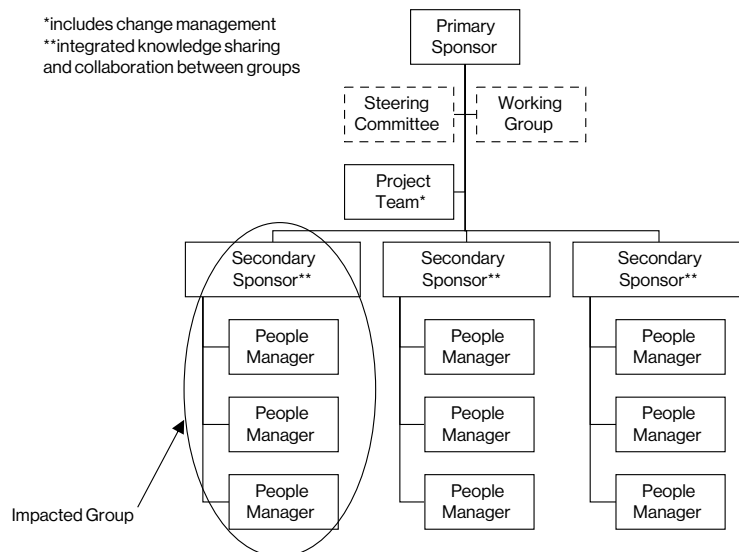 *includes change management
**integrated knowledge sharing
and collaboration between groups
Primary
Sponsor
Steering
Committee
Working
Group
Project
Team*
Secondary
Sponsor**
Secondary
Sponsor**
Secondary
Sponsor**
People
Manager
People
Manager
People
Manager
People
Manager
People
Manager
People
Manager
People
Manager
People
Manager
People
Manager
Impacted Group